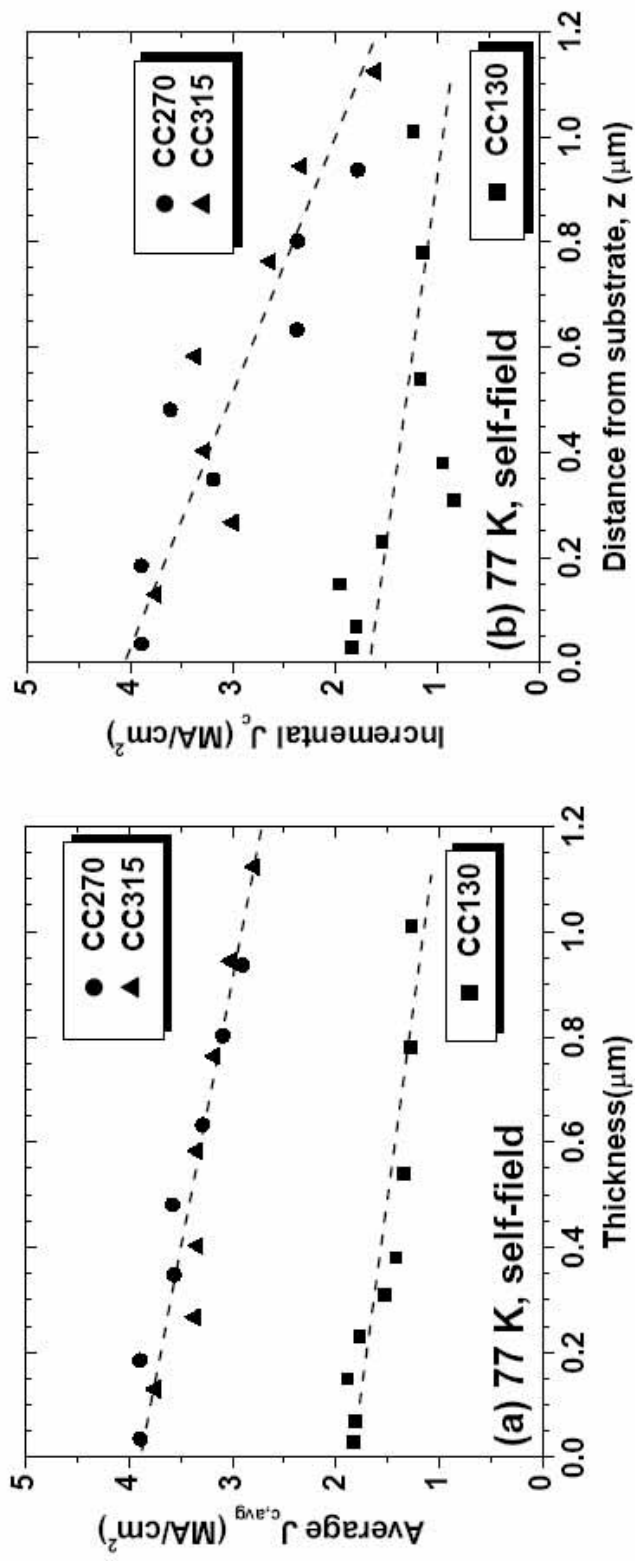 Average J_c,avg (MA/cm²)
5
4
3
2
1
0
CC270
CC315
CC130
(a) 77 K, self-field
0.0 0.2 0.4 0.6 0.8 1.0 1.2
Thickness(μm)
Incremental J_c (MA/cm²)
5
4
3
2
1
0
CC270
CC315
CC130
(b) 77 K, self-field
0.0 0.2 0.4 0.6 0.8 1.0 1.2
Distance from substrate, z (μm)